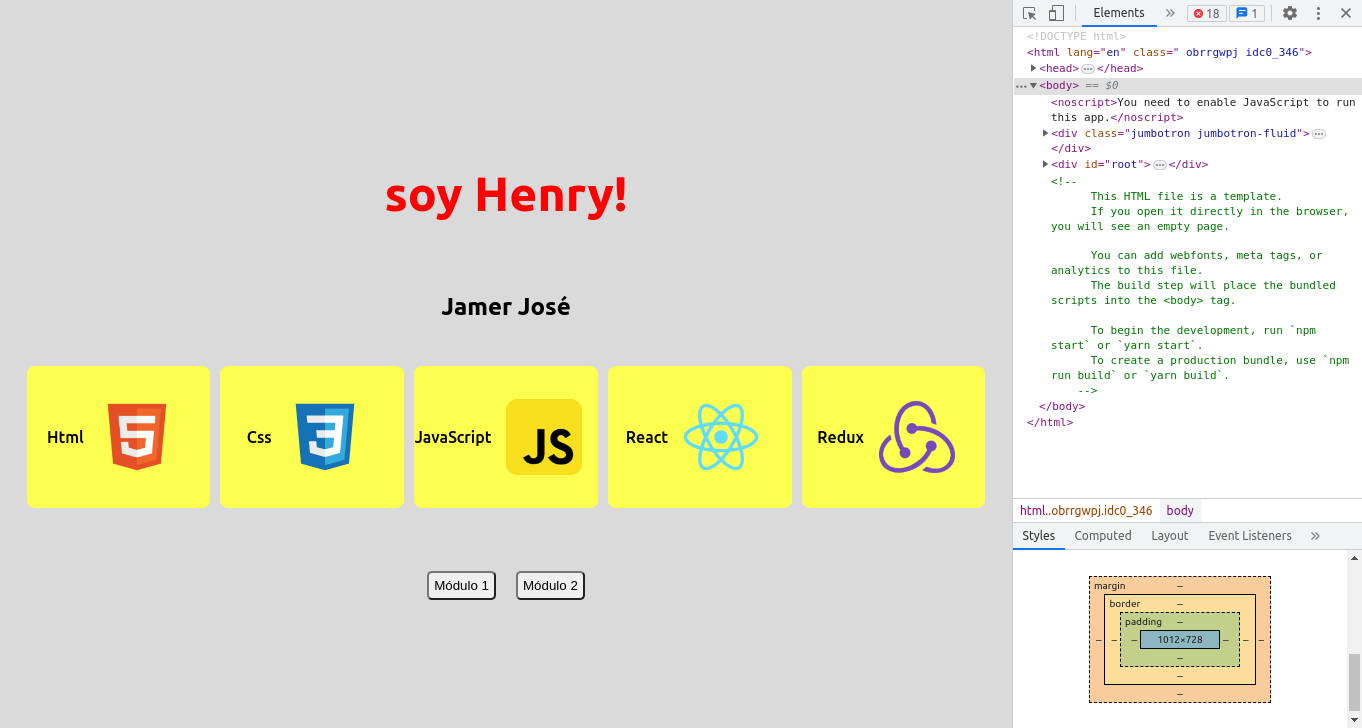 soy Henry!
Jamer José
Html
Css
JavaScript
JS
React
Redux
Módulo 1
Módulo 2
Elements
18
1
<!DOCTYPE html>
<html lang="en" class=" obrrgwpj idc0_346">
<head> … </head>
<body> == $0
<noscript>You need to enable JavaScript to run
this app.</noscript>
<div class="jumbotron jumbotron-fluid"> …
</div>
<div id="root"> … </div>
<!--
This HTML file is a template.
If you open it directly in the browser,
you will see an empty page.
You can add webfonts, meta tags, or
analytics to this file.
The build step will place the bundled
scripts into the <body> tag.
To begin the development, run `npm
start` or `yarn start`.
To create a production bundle, use `npm
run build` or `yarn build`.
-->
</body>
</html>
html..obrrgwpj.idc0_346 body
Styles Computed Layout Event Listeners
margin –
border –
padding –
– – – 1012×728 – – –
–
–
–